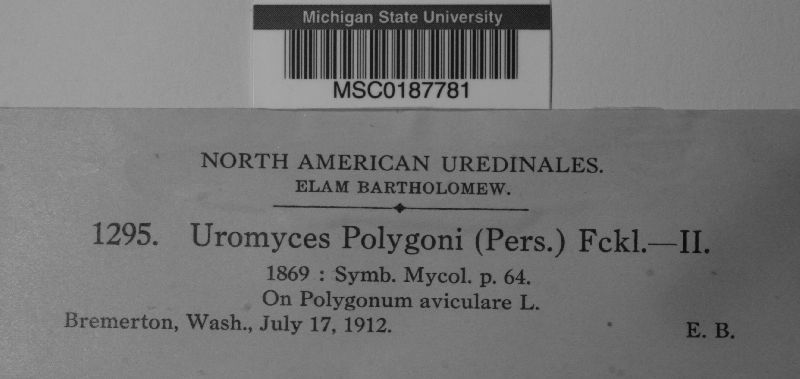 Michigan State University
MSC0187781
NORTH AMERICAN UREDINALES.
ELAM BARTHOLOMEW.
1295. Uromyces Polygoni (Pers.) Fckl.—II.
1869 : Symb. Mycol. p. 64.
On Polygonum aviculare L.
Bremerton, Wash., July 17, 1912. E. B.